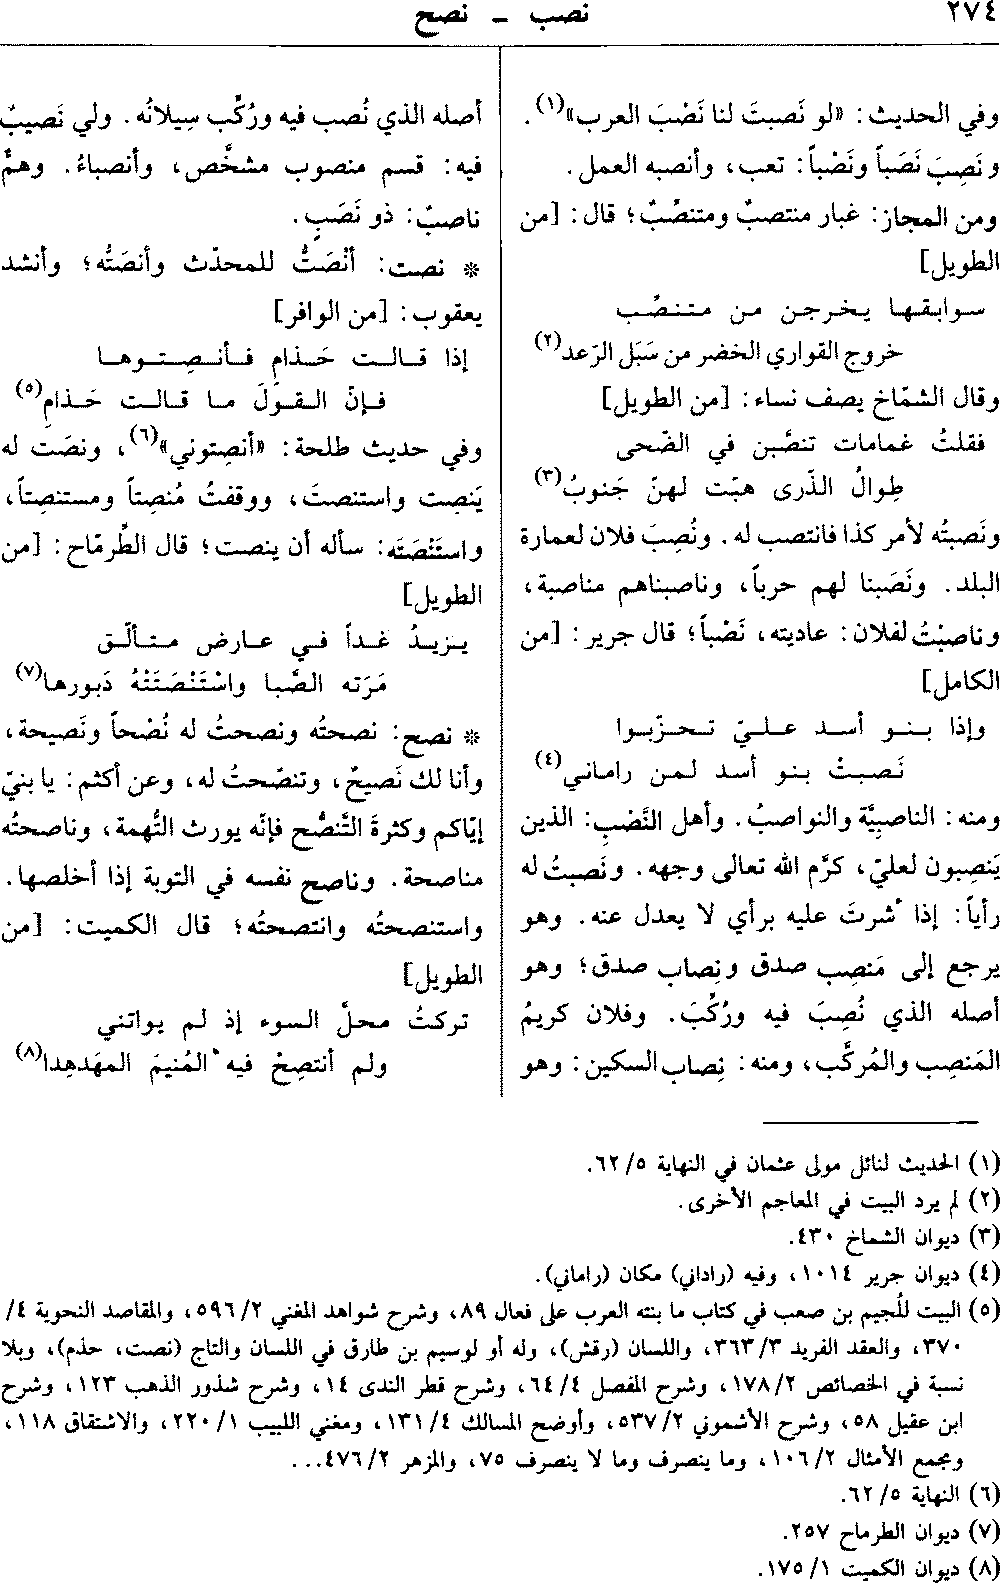 ٢٧٤
نصب ـ نصح
وفي الحديث: «لو نَصَبتَ لنا نَصْبَ العرب»(١).
ونَصِبَ نَصَباً ونَصْباً: تعب، وأنصبه العمل.
ومن المجاز: غبار منتصبٌ ومتنصِّبٌ؛ قال: [من
الطويل]
سوابقها يخرجن من متنصِّب
خروج القواري الخضر من سَبَل الرّعد(٢)
وقال الشمّاخ يصف نساء: [من الطويل]
فقلتُ غمامات تنصَّبن في الضّحى
طِوالُ الذّرى هبّت لهنّ جَنوبُ(٣)
ونَصَبتُه لأمر كذا فانتصب له. ونُصِبَ فلان لعمارة
البلد. ونَصَبنا لهم حرباً، وناصبناهم مناصبة،
وناصبْتُ لفلان: عاديته، نَصْباً؛ قال جرير: [من
الكامل]
وإذا بنو أسد عليّ تحزّبوا
نَصبتْ بنو أسد لمن راماني(٤)
ومنه: الناصبِيَّة والنواصبُ. وأهل النَّصْبِ: الذين
يَنصِبون لعليّ، كرَّم الله تعالى وجهه. ونَصبتُ له
رأياً: إذا أشرتَ عليه برأي لا يعدل عنه. وهو
يرجع إلى مَنصِب صدق ونِصاب صدق؛ وهو
أصله الذي نُصِبَ فيه ورُكِّبَ. وفلان كريمُ
المَنصِب والمُركَّب، ومنه: نِصاب السكين: وهو
أصله الذي نُصب فيه ورُكِّب سِيلانُه. ولي نَصيبٌ
فيه: قسم منصوب مشخَّص، وأنصباءُ. وهمٌّ
ناصبٌ: ذو نَصَبٍ.
* نصت: أنْصَتُّ للمحدّث وأنصَتُّه؛ وأنشد
يعقوب: [من الوافر]
إذا قالت حَذامِ فأنصِتوها
فإنّ القولَ ما قالت حَذامِ(٥)
وفي حديث طلحة: «أنصِتوني»(٦)، ونصَت له
يَنصِت واستنصتَ، ووقفتُ مُنصِتاً ومستنصِتاً،
واستَنْصَتَه: سأله أن ينصت؛ قال الطِّرمّاح: [من
الطويل]
يزيدُ غداً في عارض متألّق
مَرَته الصَّبا واسْتَنْصَتَتْهُ دَبورها(٧)
* نصح: نصحتُه ونصحتُ له نُصْحاً ونَصيحة،
وأنا لك نَصيحٌ، وتنصّحتُ له، وعن أكثم: يا بنيّ
إيّاكم وكثرةَ التَّنصُّح فإنّه يورث التُّهمة، وناصحتُه
مناصحة. وناصح نفسه في التوبة إذا أخلصها.
واستنصحتُه وانتصحتُه؛ قال الكميت: [من
الطويل]
تركتُ محلَّ السوء إذ لم يواتني
ولم أنتصِحْ فيه المُنيمَ المهَدهِدا(٨)
(١) الحديث لنائل مولى عثمان في النهاية ٥/ ٦٢.
(٢) لم يرد البيت في المعاجم الأخرى.
(٣) ديوان الشماخ ٤٣٠.
(٤) ديوان جرير ١٠١٤، وفيه (راداني) مكان (راماني).
(٥) البيت للُجيم بن صعب في كتاب ما بنته العرب على فعال ٨٩، وشرح شواهد المغني ٢/ ٥٩٦، والمقاصد النحوية ٤/
٣٧٠، والعقد الفريد ٣/ ٣٦٣، واللسان (رقش)، وله أو لوسيم بن طارق في اللسان والتاج (نصت، حذم)، وبلا
نسبة في الخصائص ٢/ ١٧٨، وشرح المفصل ٤/ ٦٤، وشرح قطر الندى ١٤، وشرح شذور الذهب ١٢٣، وشرح
ابن عقيل ٥٨، وشرح الأشموني ٢/ ٥٣٧، وأوضح المسالك ٤/ ١٣١، ومغني اللبيب ١/ ٢٢٠، والاشتقاق ١١٨،
ومجمع الأمثال ٢/ ١٠٦، وما ينصرف وما لا ينصرف ٧٥، والمزهر ٢/ ٤٧٦...
(٦) النهاية ٥/ ٦٢.
(٧) ديوان الطرماح ٢٥٧.
(٨) ديوان الكميت ١/ ١٧٥.